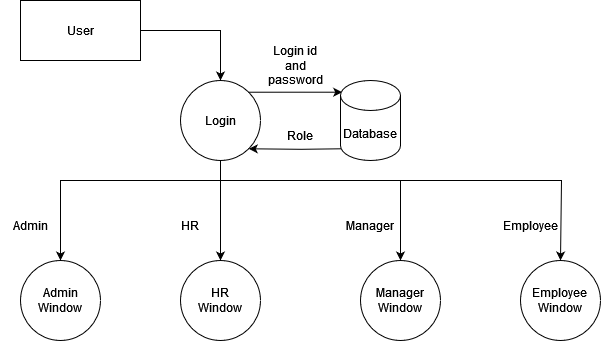 User
Login id
and
password
Login
Database
Role
Admin
HR
Manager
Employee
Admin
Window
HR
Window
Manager
Window
Employee
Window